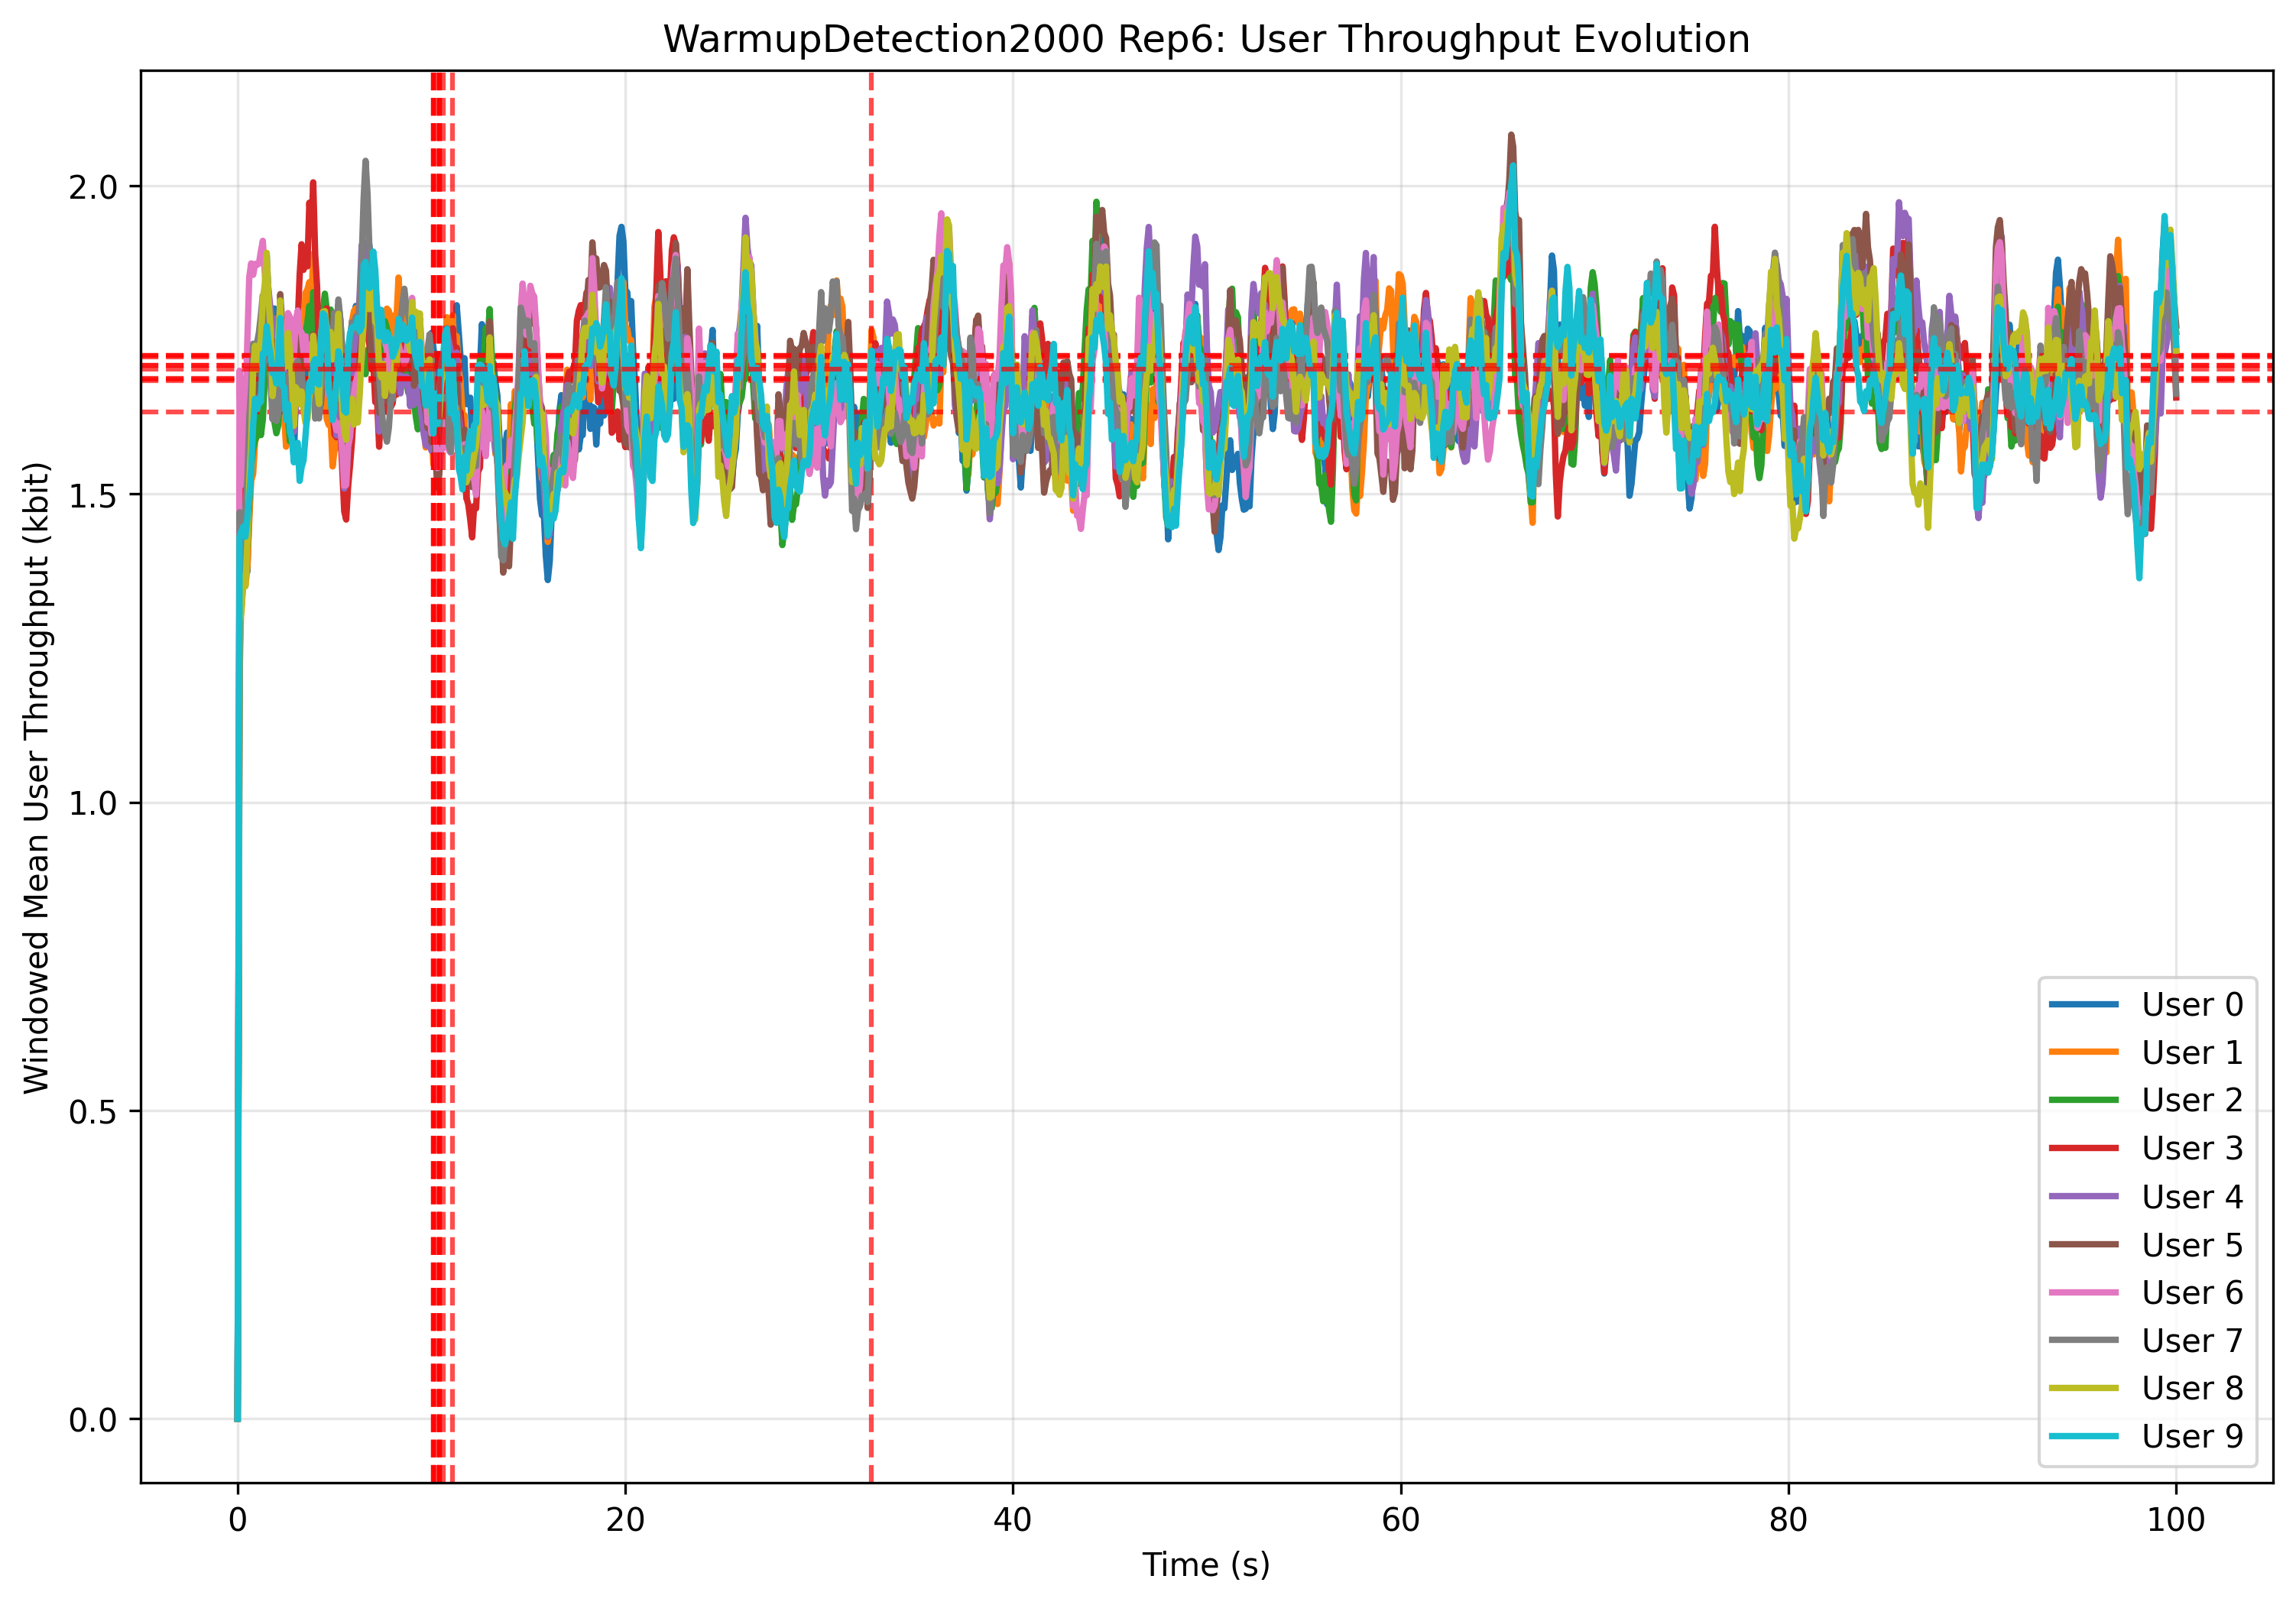 WarmupDetection2000 Rep6: User Throughput Evolution
Windowed Mean User Throughput (kbit)
2.0
1.5
1.0
0.5
0.0
0
20
40
60
80
100
Time (s)
User 0
User 1
User 2
User 3
User 4
User 5
User 6
User 7
User 8
User 9